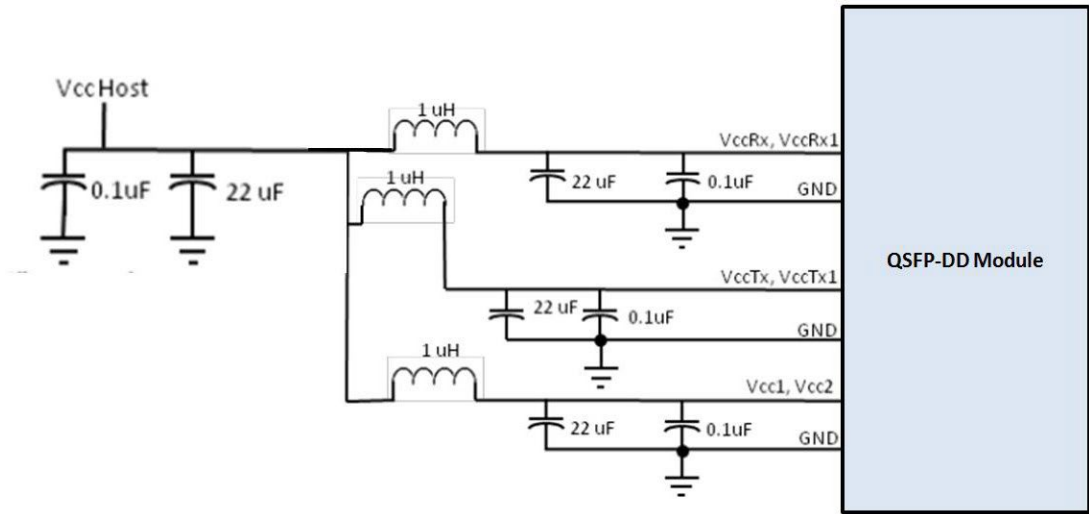 Vcc Host
1 uH
VccRx, VccRx1
0.1uF
22 uF
22 uF
0.1uF
GND
1 uH
QSFP-DD Module
VccTx, VccTx1
22 uF
0.1uF
GND
1 uH
Vcc1, Vcc2
22 uF
0.1uF
GND